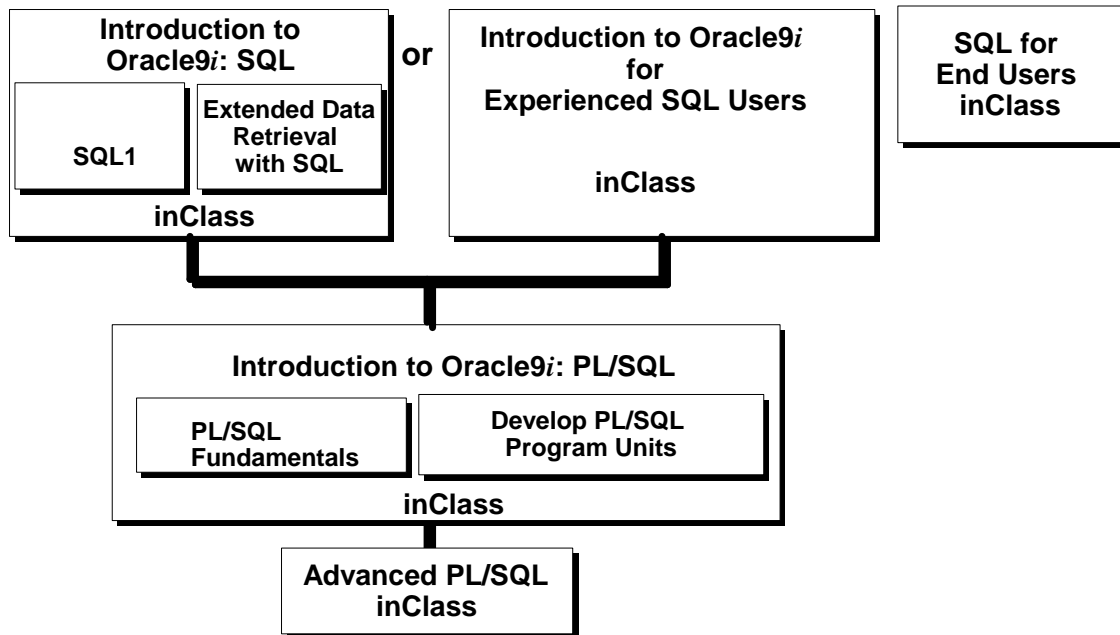 Introduction to
Oracle9i: SQL
SQL1
Extended Data
Retrieval
with SQL
inClass
or
Introduction to Oracle9i
for
Experienced SQL Users
inClass
SQL for
End Users
inClass
Introduction to Oracle9i: PL/SQL
PL/SQL
Fundamentals
Develop PL/SQL
Program Units
inClass
Advanced PL/SQL
inClass